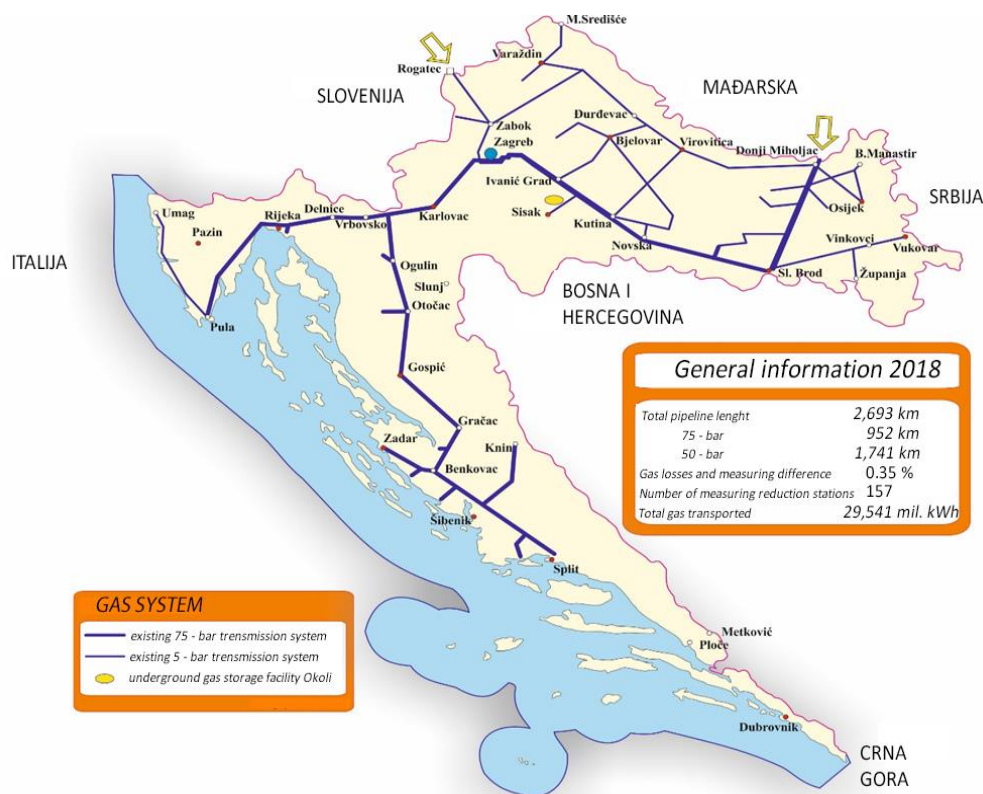 M.Središće
Varaždin
Rogatec
SLOVENIJA
MAĐARSKA
Đurđevac
Zabok
Zagreb
Bjelovar
Virovitica
Donji Miholjac
B.Manastir
Ivanić Grad
Osijek
SRBIJA
Umag
Rijeka
Delnice
Vrbovsko
Karlovac
Sisak
Kutina
Novska
Vinkovci
Vukovar
Pazin
ITALIJA
Ogulin
Sl. Brod
Županja
Slunj
BOSNA I
HERCEGOVINA
Otočac
Pula
Gospić
General information 2018
Total pipeline lenght 2,693 km
75 - bar 952 km
50 - bar 1,741 km
Gas losses and measuring difference 0.35 %
Number of measuring reduction stations 157
Total gas transported 29,541 mil. kWh
Gračac
Zadar
Knin
Benkovac
Šibenik
Split
GAS SYSTEM
existing 75 - bar trensmission system
existing 5 - bar trensmission system
underground gas storage facility Okoli
Metković
Ploče
Dubrovnik
CRNA
GORA